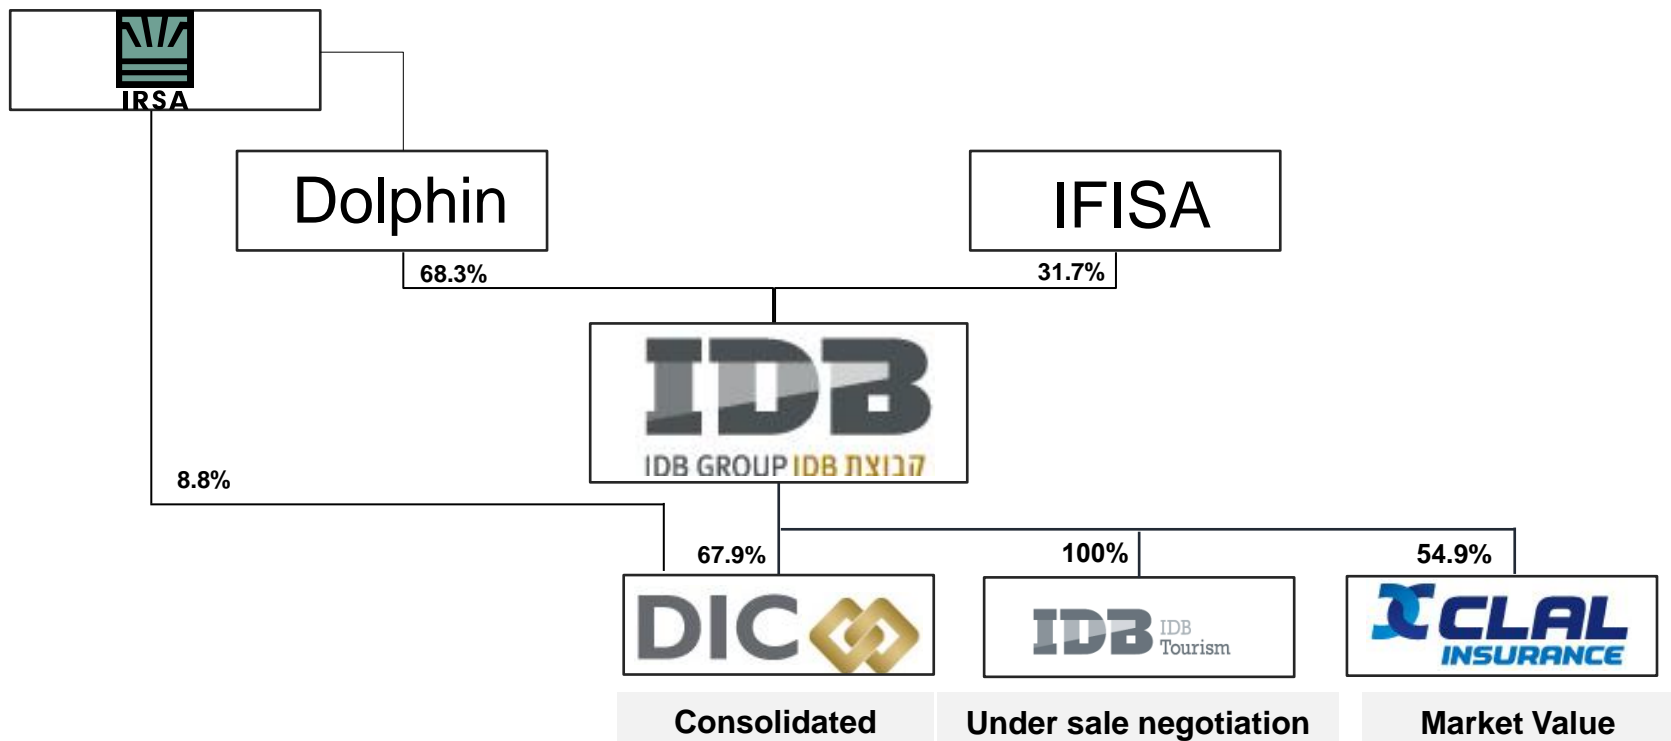 IRSA
Dolphin
IFISA
68.3%
31.7%
IDB
IDB GROUP IDB קבוצת
8.8%
67.9%
100%
54.9%
DIC
IDB IDB
Tourism
CLAL
INSURANCE
Consolidated
Under sale negotiation
Market Value